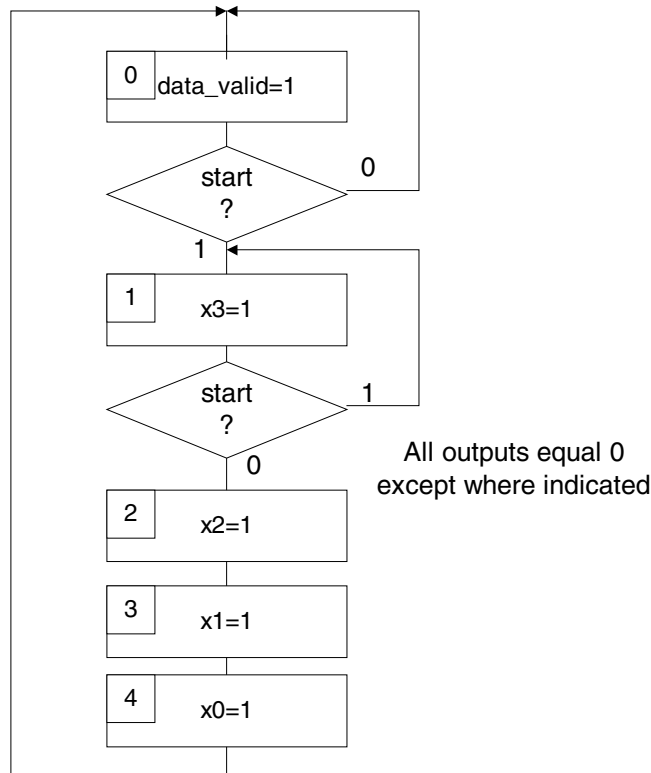 0
data_valid=1
start
?
0
1
1
x3=1
start
?
1
0
All outputs equal 0
except where indicated
2
x2=1
3
x1=1
4
x0=1